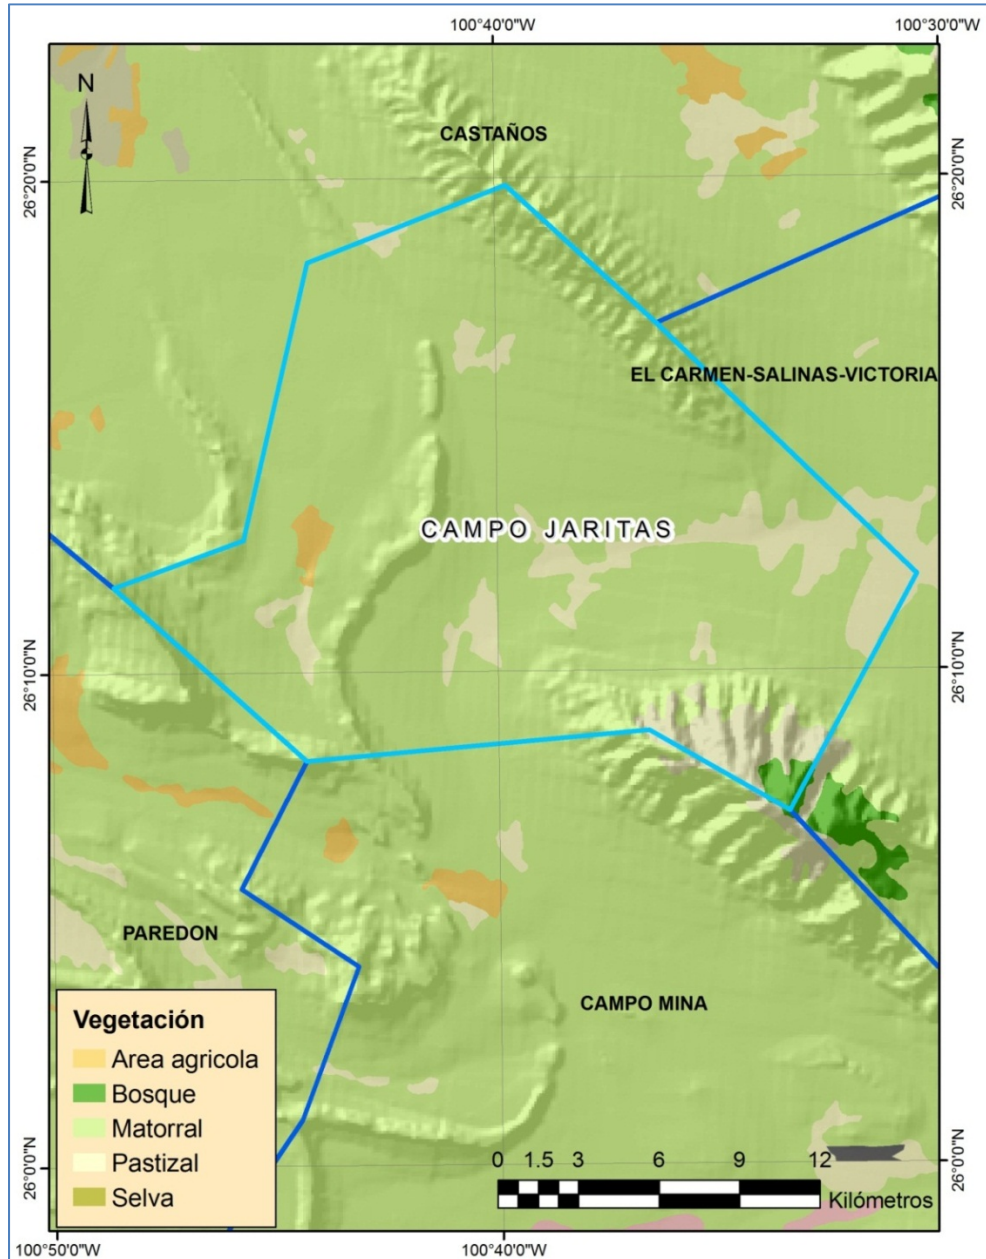 100°40'0"W
100°30'0"W
N
CASTAÑOS
26°20'0"N
26°20'0"N
EL CARMEN-SALINAS-VICTORIA
CAMPO JARITAS
26°10'0"N
26°10'0"N
PAREDON
CAMPO MINA
Vegetación
Area agricola
Bosque
Matorral
Pastizal
Selva
0 1.5 3 6 9 12
Kilómetros
26°0'0"N
26°0'0"N
100°50'0"W
100°40'0"W